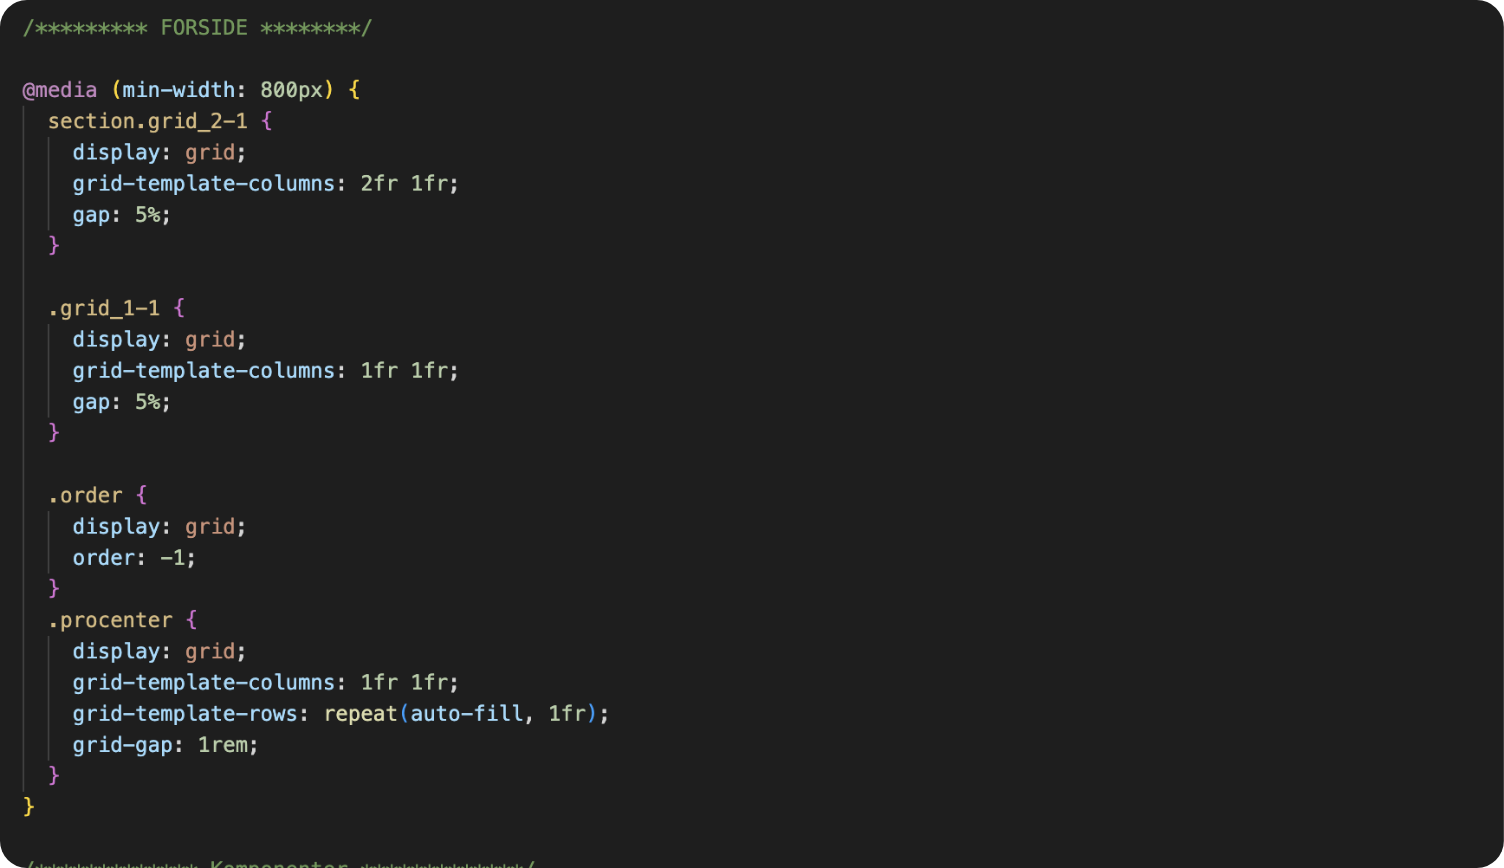 /********* FORSIDE ********/
@media (min-width: 800px) {
  section.grid_2-1 {
    display: grid;
    grid-template-columns: 2fr 1fr;
    gap: 5%;
  }
  .grid_1-1 {
    display: grid;
    grid-template-columns: 1fr 1fr;
    gap: 5%;
  }
  .order {
    display: grid;
    order: -1;
  }
  .procenter {
    display: grid;
    grid-template-columns: 1fr 1fr;
    grid-template-rows: repeat(auto-fill, 1fr);
    grid-gap: 1rem;
  }
}
/************* Komponenter *************/